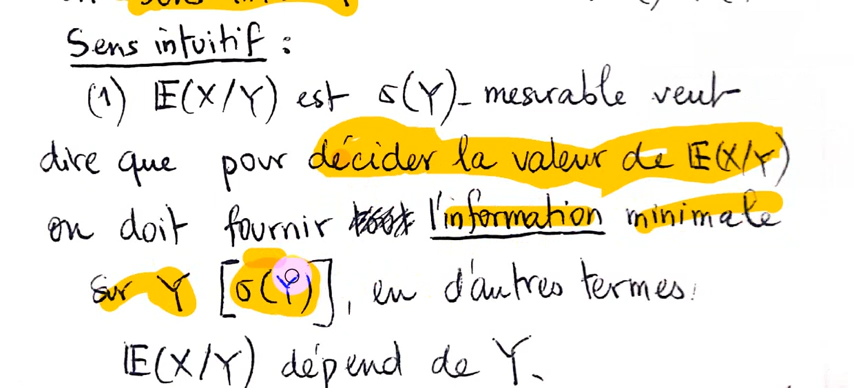 Sens intuitif :
(1) E(X/Y) est σ(Y)_ mesurable veut
dire que pour décider la valeur de E(X/Y)
on doit fournir l'information minimale
sur Y [σ(Y)], en d'autres termes:
E(X/Y) dépend de Y.